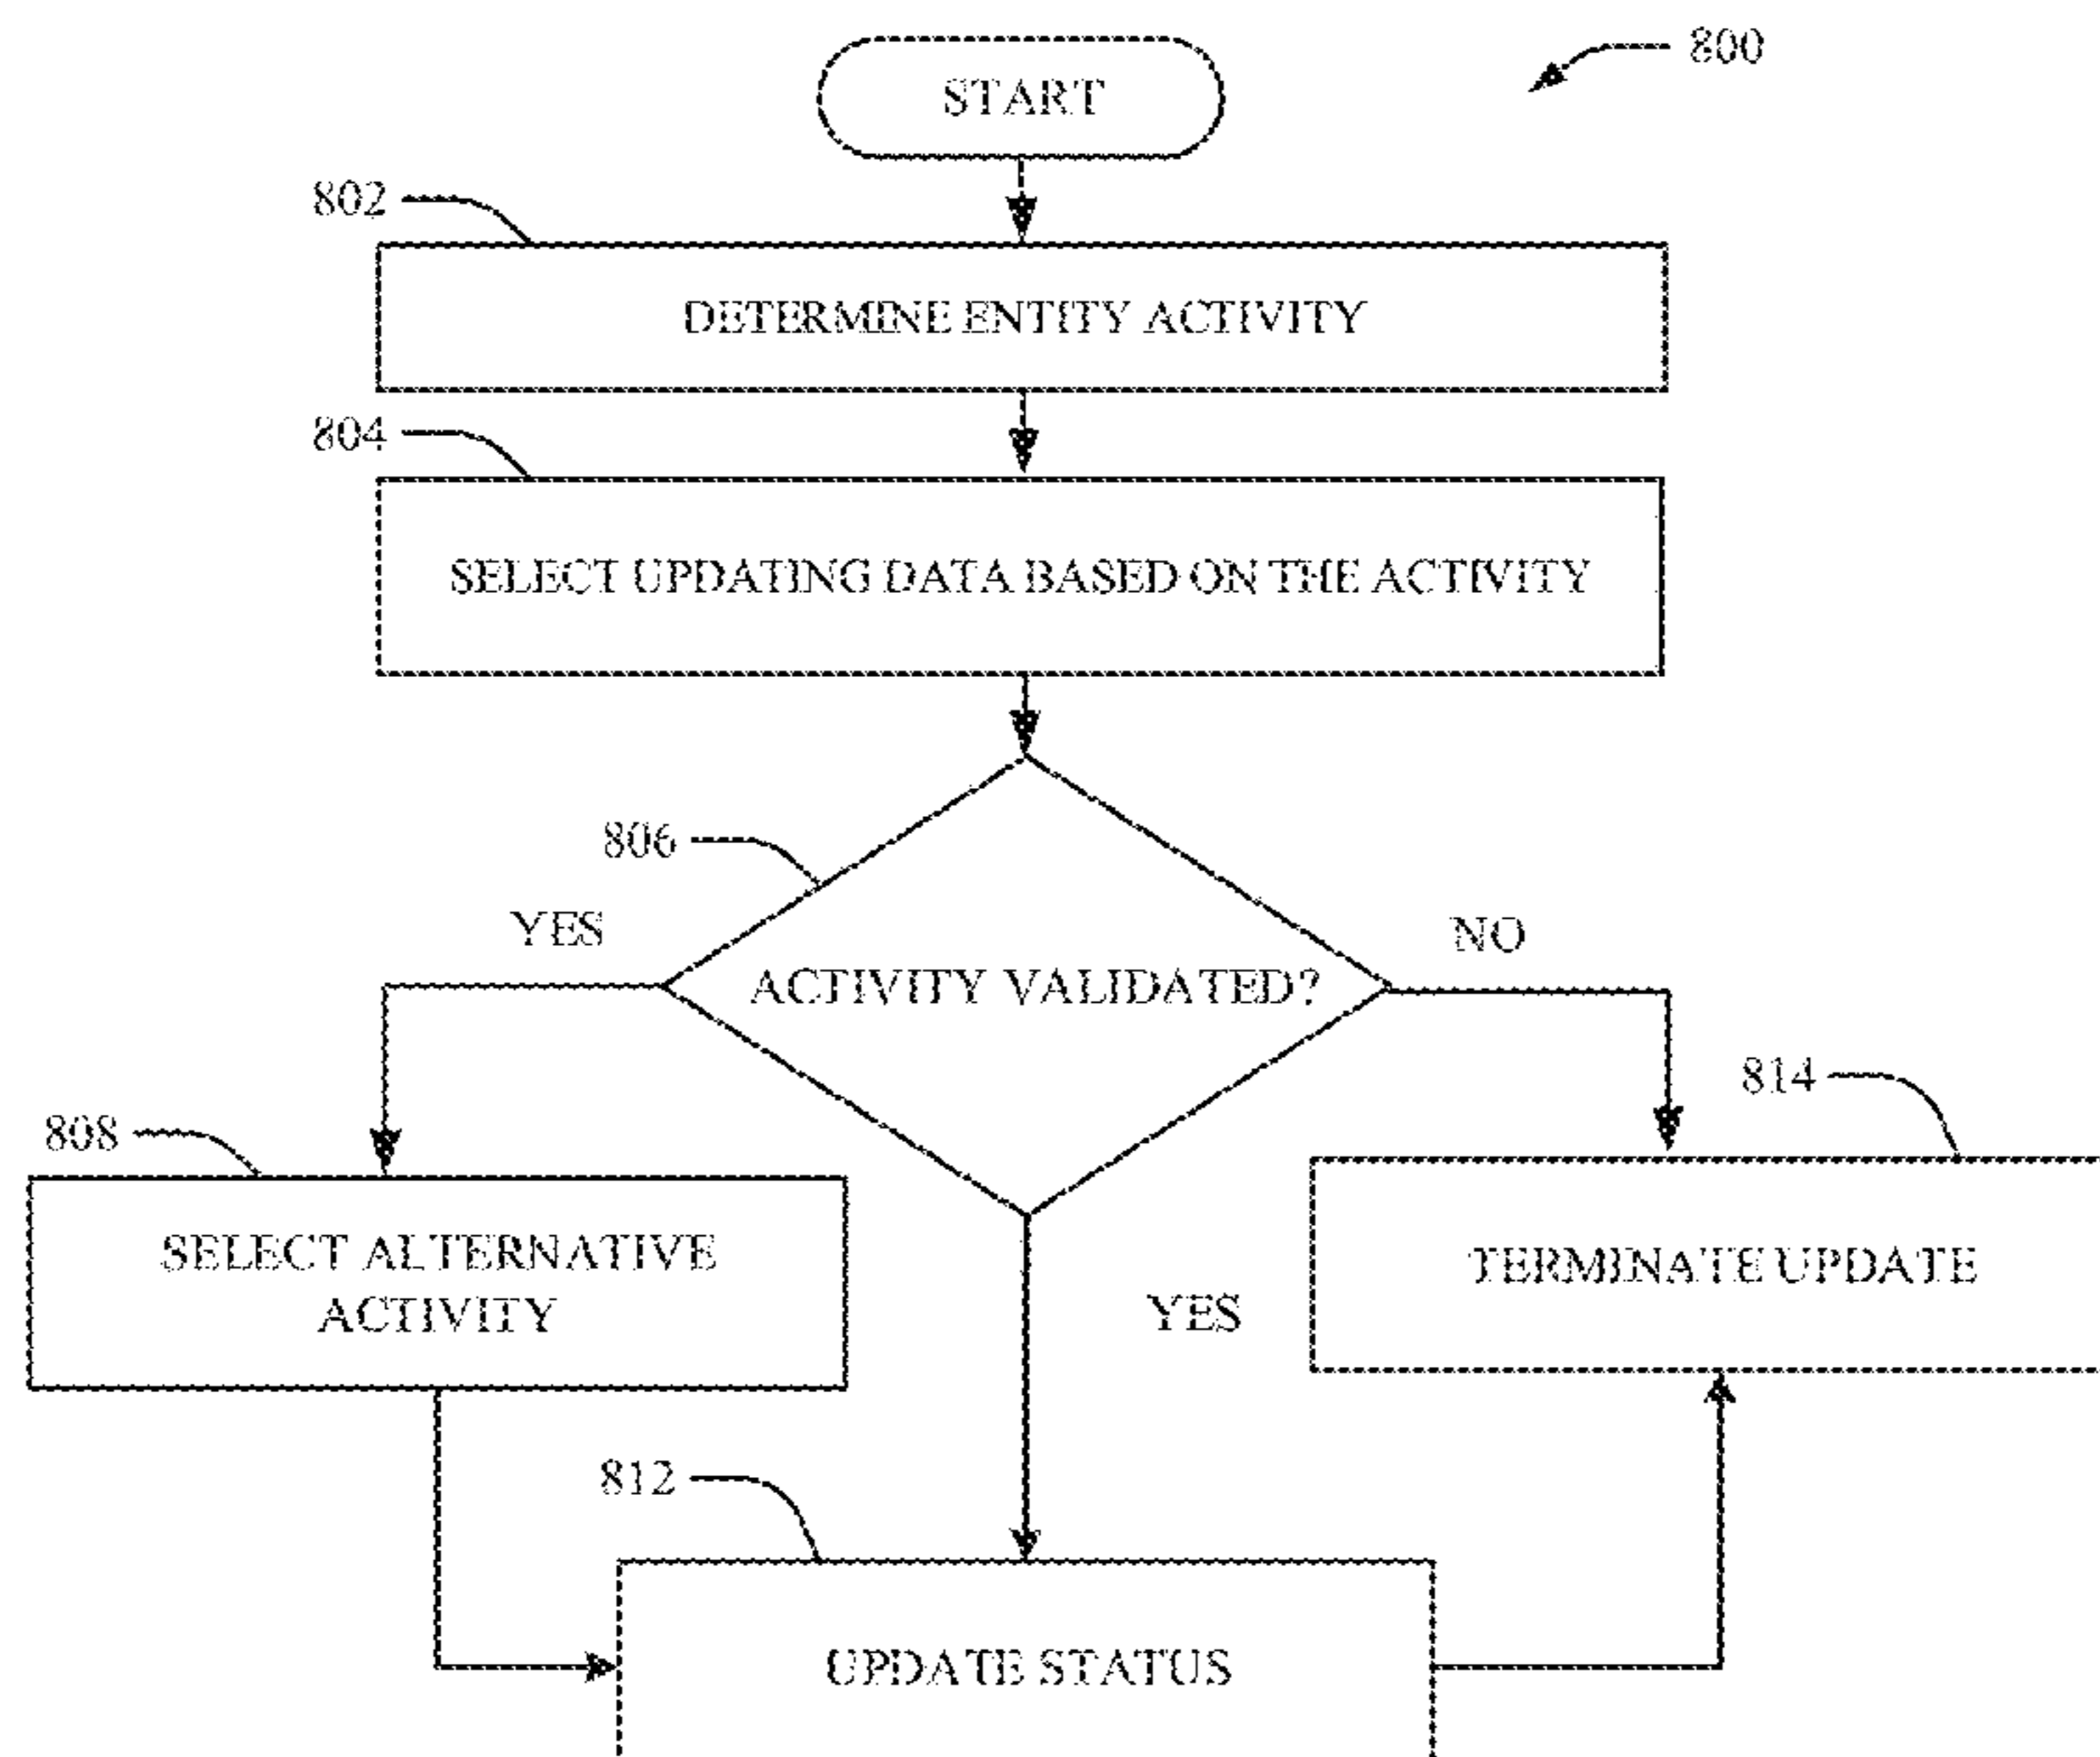 800
START
802
DETERMINE ENTITY ACTIVITY
804
SELECT UPDATING DATA BASED ON THE ACTIVITY
806
YES
NO
ACTIVITY VALIDATED?
814
808
SELECT ALTERNATIVE
ACTIVITY
TERMINATE UPDATE
YES
812
UPDATE STATUS